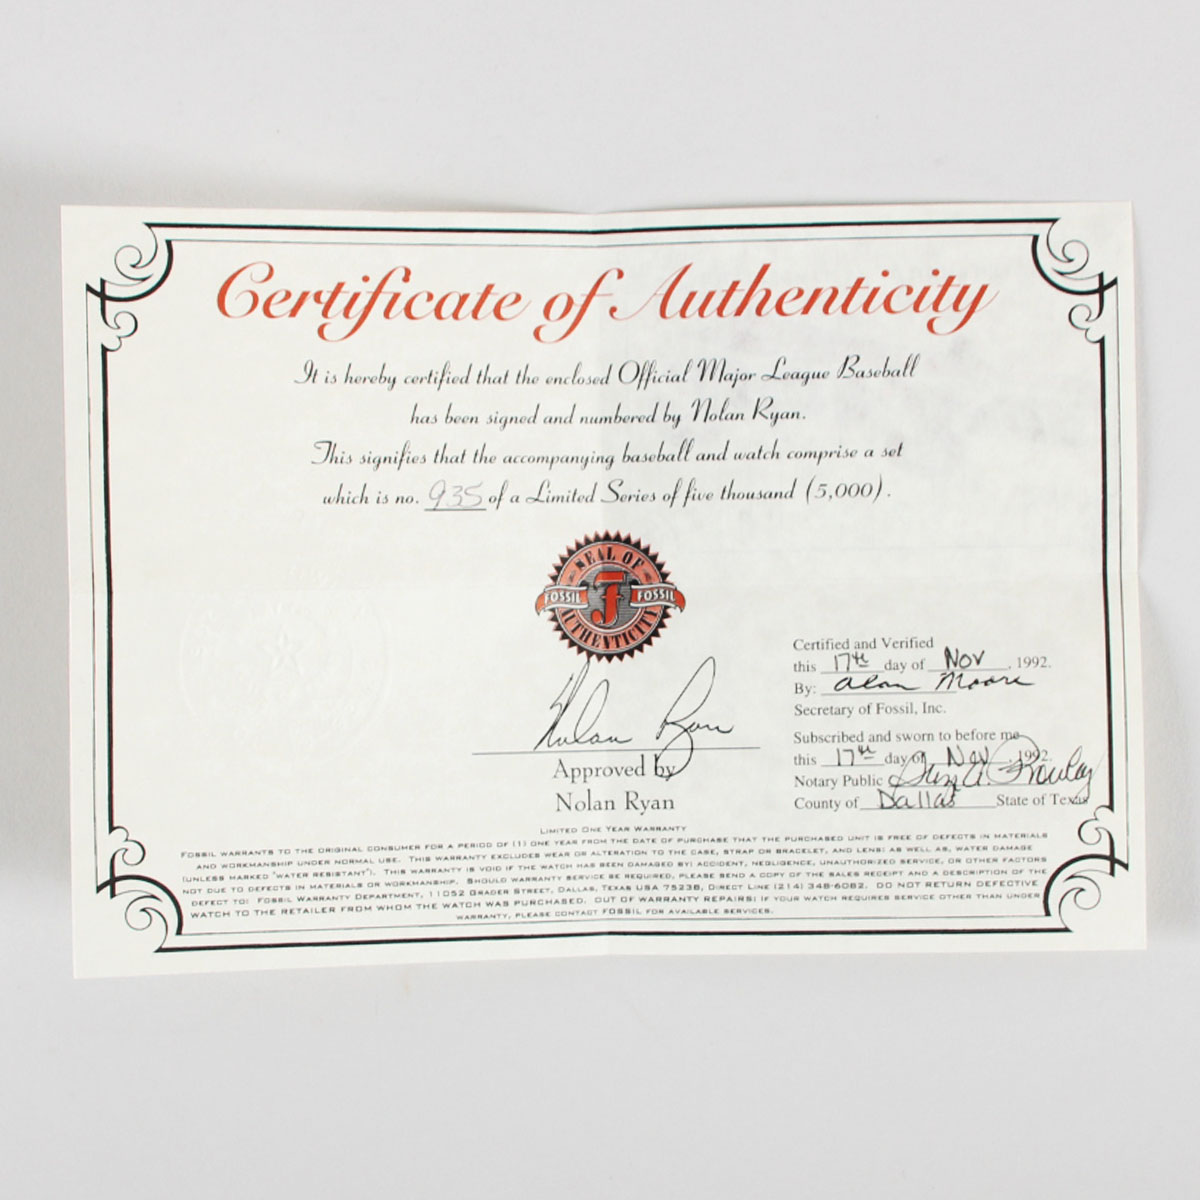 Certificate of Authenticity
It is hereby certified that the enclosed Official Major League Baseball
has been signed and numbered by Nolan Ryan.
This signifies that the accompanying baseball and watch comprise a set
which is no. 935 of a Limited Series of five thousand (5,000).
SEAL OF
FOSSIL F FOSSIL
AUTHENTICITY
Nolan Ryan
Approved by
Nolan Ryan
Certified and Verified
this 17th day of Nov, 1992.
By: Alan Moore
Secretary of Fossil, Inc.
Subscribed and sworn to before me
this 17th day of Nov, 1992.
Notary Public
County of Dallas State of Texas
LIMITED ONE YEAR WARRANTY
FOSSIL WARRANTS TO THE ORIGINAL CONSUMER FOR A PERIOD OF (1) ONE YEAR FROM THE DATE OF PURCHASE THAT THE PURCHASED UNIT IS FREE OF DEFECTS IN MATERIALS
AND WORKMANSHIP UNDER NORMAL USE. THIS WARRANTY EXCLUDES WEAR OR ALTERATION TO THE CASE, STRAP OR BRACELET, AND LENS: AS WELL AS, WATER DAMAGE
(UNLESS MARKED "WATER RESISTANT"). THIS WARRANTY IS VOID IF THE WATCH HAS BEEN DAMAGED BY: ACCIDENT, NEGLIGENCE, UNAUTHORIZED SERVICE, OR OTHER FACTORS
NOT DUE TO DEFECTS IN MATERIALS OR WORKMANSHIP. SHOULD WARRANTY SERVICE BE REQUIRED, PLEASE SEND A COPY OF THE SALES RECEIPT AND A DESCRIPTION OF THE
DEFECT TO: FOSSIL WARRANTY DEPARTMENT, 11052 GRADER STREET, DALLAS, TEXAS USA 75238, DIRECT LINE (214) 348-6082. DO NOT RETURN DEFECTIVE
WATCH TO THE RETAILER FROM WHOM THE WATCH WAS PURCHASED. OUT OF WARRANTY REPAIRS: IF YOUR WATCH REQUIRES SERVICE OTHER THAN UNDER
WARRANTY, PLEASE CONTACT FOSSIL FOR AVAILABLE SERVICES.